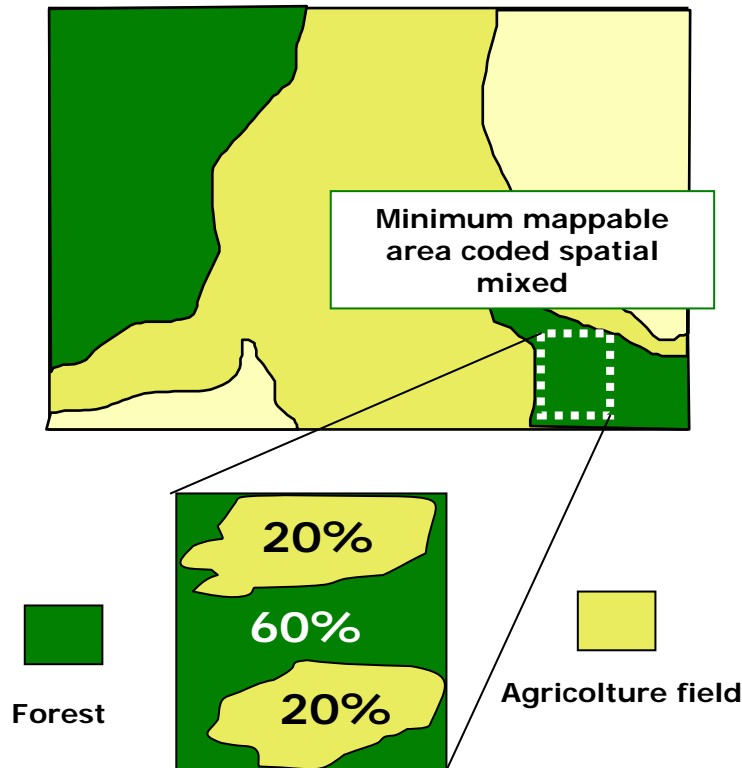 Minimum mappable
area coded spatial
mixed
20%
60%
20%
Forest
Agricolture field